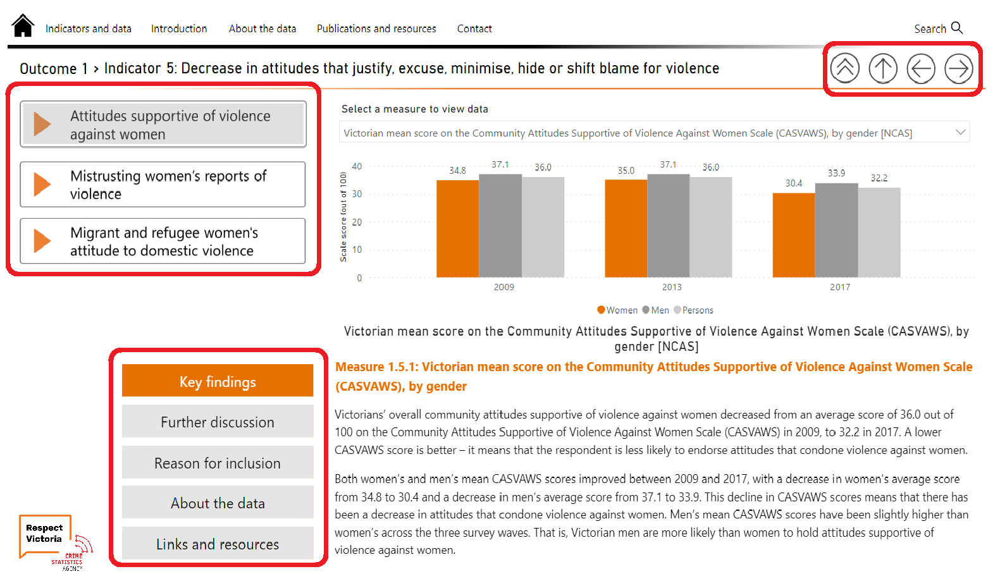 Indicators and data Introduction About the data Publications and resources Contact Search
Outcome 1 › Indicator 5: Decrease in attitudes that justify, excuse, minimise, hide or shift blame for violence
Attitudes supportive of violence
against women
Mistrusting women’s reports of
violence
Migrant and refugee women's
attitude to domestic violence
Select a measure to view data
Victorian mean score on the Community Attitudes Supportive of Violence Against Women Scale (CASVAWS), by gender [NCAS]
Scale score (out of 100)
40
30
20
10
0
34.8 37.1 36.0
35.0 37.1 36.0
30.4 33.9 32.2
2009 2013 2017
Women Men Persons
Victorian mean score on the Community Attitudes Supportive of Violence Against Women Scale (CASVAWS), by
gender [NCAS]
Key findings
Further discussion
Reason for inclusion
About the data
Links and resources
Measure 1.5.1: Victorian mean score on the Community Attitudes Supportive of Violence Against Women Scale
(CASVAWS), by gender
Victorians’ overall community attitudes supportive of violence against women decreased from an average score of 36.0 out of
100 on the Community Attitudes Supportive of Violence Against Women Scale (CASVAWS) in 2009, to 32.2 in 2017. A lower
CASVAWS score is better – it means that the respondent is less likely to endorse attitudes that condone violence against women.
Both women’s and men’s mean CASVAWS scores improved between 2009 and 2017, with a decrease in women's average score
from 34.8 to 30.4 and a decrease in men’s average score from 37.1 to 33.9. This decline in CASVAWS scores means that there has
been a decrease in attitudes that condone violence against women. Men’s mean CASVAWS scores have been slightly higher than
women’s across the three survey waves. That is, Victorian men are more likely than women to hold attitudes supportive of
violence against women.
Respect
Victoria
CRIME
STATISTICS
AGENCY